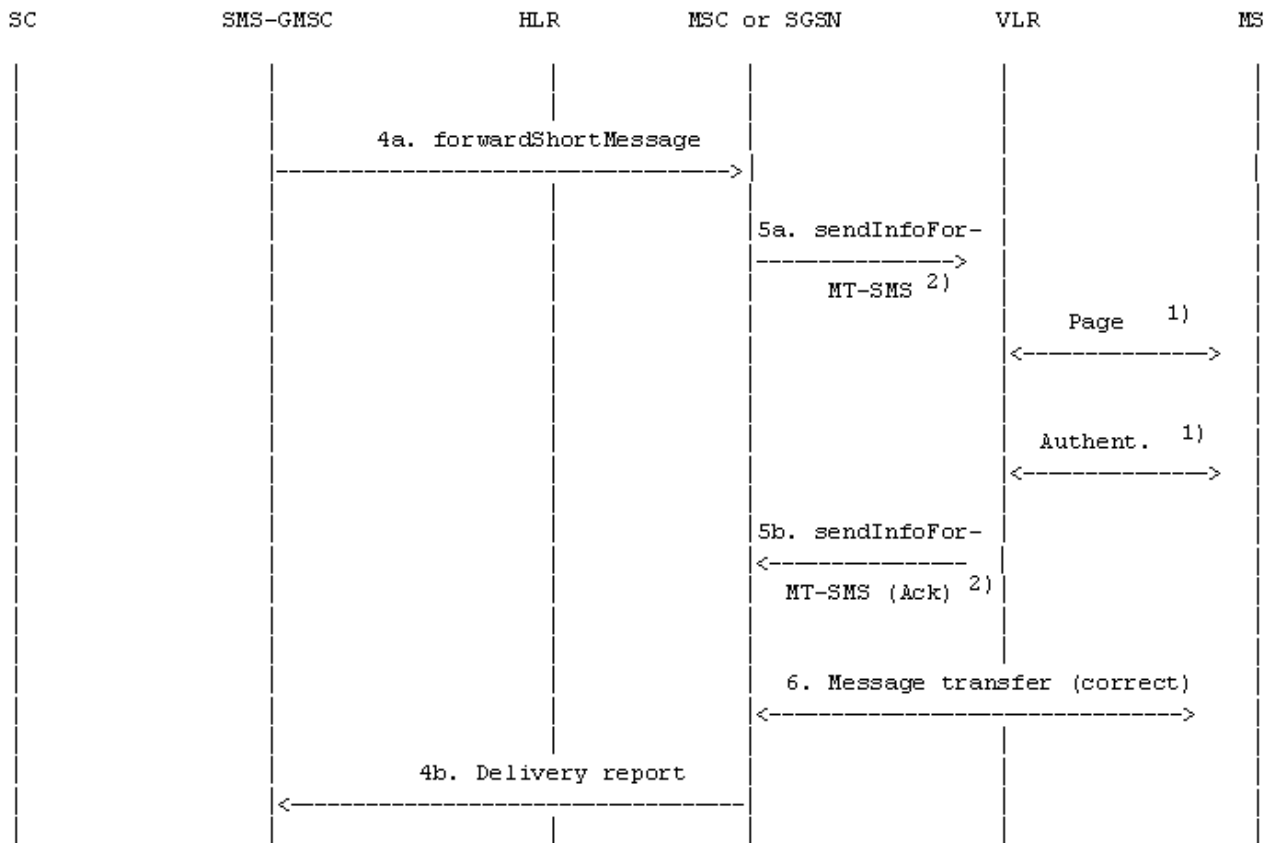 SC SMS-GMSC HLR MSC or SGSN VLR MS
4a. forwardShortMessage
5a. sendInfoFor-
MT-SMS 2)
Page 1)
Authent. 1)
5b. sendInfoFor-
MT-SMS (Ack) 2)
6. Message transfer (correct)
4b. Delivery report